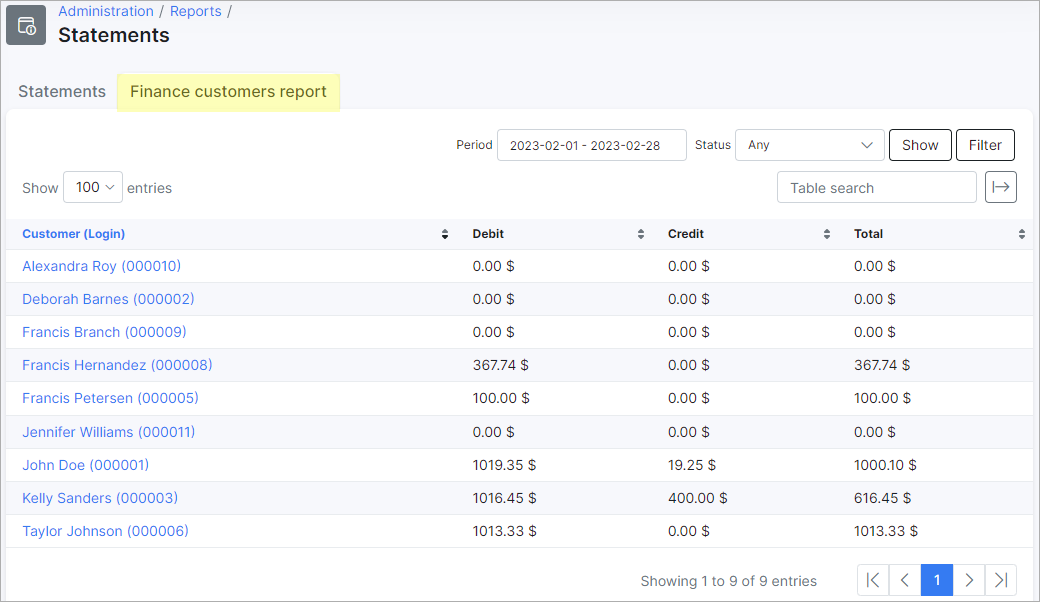 Administration / Reports /
Statements
Statements Finance customers report
Period 2023-02-01 - 2023-02-28 Status Any Show Filter
Show 100 entries Table search
Customer (Login) Debit Credit Total
Alexandra Roy (000010) 0.00 $ 0.00 $ 0.00 $
Deborah Barnes (000002) 0.00 $ 0.00 $ 0.00 $
Francis Branch (000009) 0.00 $ 0.00 $ 0.00 $
Francis Hernandez (000008) 367.74 $ 0.00 $ 367.74 $
Francis Petersen (000005) 100.00 $ 0.00 $ 100.00 $
Jennifer Williams (000011) 0.00 $ 0.00 $ 0.00 $
John Doe (000001) 1019.35 $ 19.25 $ 1000.10 $
Kelly Sanders (000003) 1016.45 $ 400.00 $ 616.45 $
Taylor Johnson (000006) 1013.33 $ 0.00 $ 1013.33 $
Showing 1 to 9 of 9 entries 1